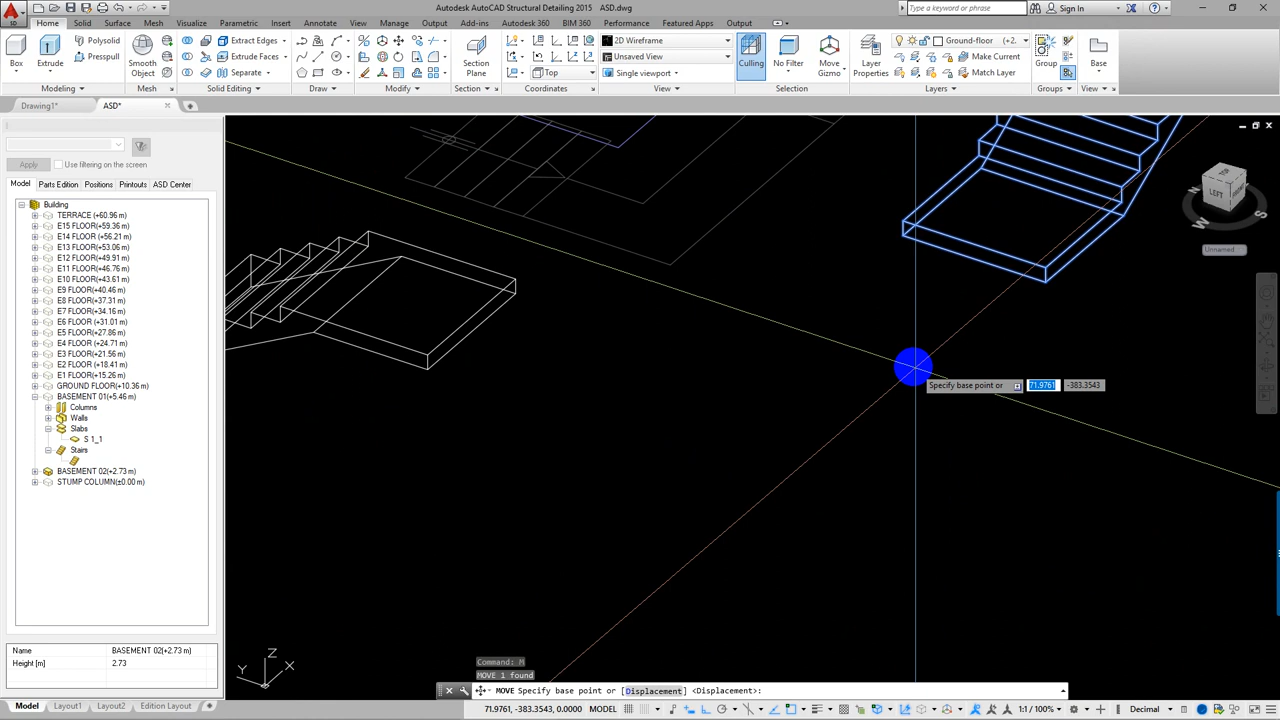 Autodesk AutoCAD Structural Detailing 2015   ASD.dwg
Type a keyword or phrase
Sign In
Home Solid Surface Mesh Visualize Parametric Insert Annotate View Manage Output Add-ins Autodesk 360 BIM 360 Performance Featured Apps Output
Polysolid
Presspull
Box
Extrude
Smooth
Object
Extract Edges
Extrude Faces
Separate
Section
Plane
Top
2D Wireframe
Unsaved View
Single viewport
Culling
No Filter
Move
Gizmo
Layer
Properties
Ground-floor (+2.
Make Current
Match Layer
Group
Base
Modeling
Mesh
Solid Editing
Draw
Modify
Section
Coordinates
View
Selection
Layers
Groups
View
Drawing1*
ASD*
Apply
Use filtering on the screen
Model Parts Edition Positions Printouts ASD Center
Building
TERRACE (+60.96 m)
E15 FLOOR(+59.36 m)
E14 FLOOR (+56.21 m)
E13 FLOOR(+53.06 m)
E12 FLOOR(+49.91 m)
E11 FLOOR(+46.76 m)
E10 FLOOR(+43.61 m)
E9 FLOOR(+40.46 m)
E8 FLOOR(+37.31 m)
E7 FLOOR(+34.16 m)
E6 FLOOR (+31.01 m)
E5 FLOOR(+27.86 m)
E4 FLOOR(+24.71 m)
E3 FLOOR(+21.56 m)
E2 FLOOR (+18.41 m)
E1 FLOOR(+15.26 m)
GROUND FLOOR(+10.36 m)
BASEMENT 01(+5.46 m)
Columns
Walls
Slabs
S 1_1
Stairs
BASEMENT 02(+2.73 m)
STUMP COLUMN(±0.00 m)
Name BASEMENT 02(+2.73 m)
Height [m] 2.73
LEFT
N
W
S
Unnamed
Specify base point or 71.9761 -383.3543
Z
Y
X
Command: M
MOVE 1 found
MOVE Specify base point or [Displacement] <Displacement>:
Model Layout1 Layout2 Edition Layout
71.9761, -383.3543, 0.0000 MODEL
1:1 / 100%
Decimal